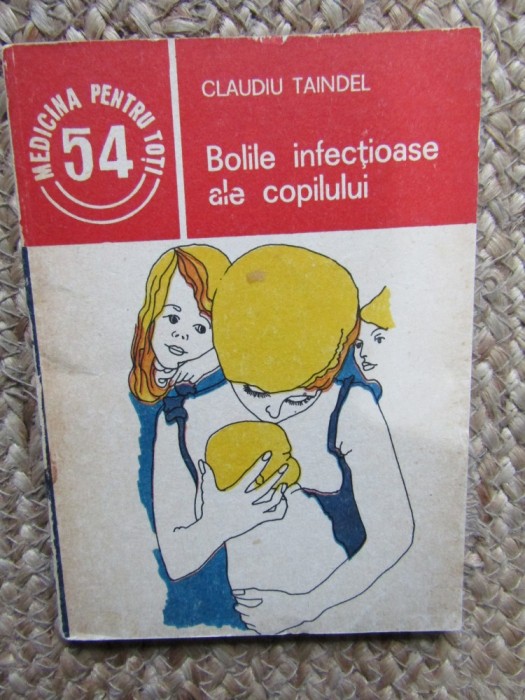 MEDICINA PENTRU TOȚI
54
CLAUDIU TAINDEL
Bolile infecțioase
ale copilului